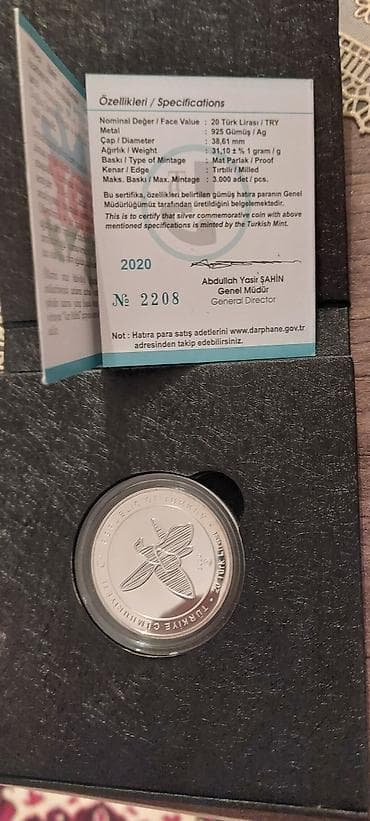 Özellikleri / Specifications
Nominal Değer / Face Value : 20 Türk Lirası / TRY
Metal : 925 Gümüş / Ag
Çap / Diameter : 38,61 mm
Ağırlık / Weight : 31,10 ± % 1 gram / g
Baskı / Type of Mintage : Mat Parlak / Proof
Kenar / Edge : Tırtıllı / Milled
Maks. Baskı / Max. Mintage : 3.000 adet / pcs.
Bu sertifika, özellikleri belirtilen gümüş hatıra paranın Genel
Müdürlüğümüz tarafından üretildiğini belgelemektedir.
This is to certify that silver commemorative coin with above
mentioned specifications is minted by the Turkish Mint.
2020
Abdullah Yasir ŞAHİN
Genel Müdür
General Director
№ 2208
Not : Hatıra para satış adetlerini www.darphane.gov.tr
adresinden takip edebilirsiniz.
TÜRKİYE CUMHURİYETİ
REPUBLIC OF TURKEY